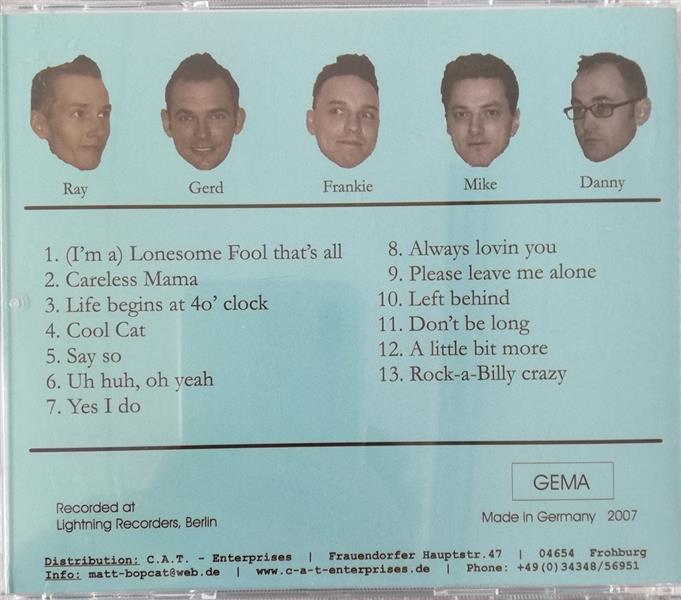 Ray Gerd Frankie Mike Danny
1. (I'm a) Lonesome Fool that's all
2. Careless Mama
3. Life begins at 4o' clock
4. Cool Cat
5. Say so
6. Uh huh, oh yeah
7. Yes I do
8. Always lovin you
9. Please leave me alone
10. Left behind
11. Don't be long
12. A little bit more
13. Rock-a-Billy crazy
GEMA
Recorded at
Lightning Recorders, Berlin
Made in Germany 2007
Distribution: C.A.T. - Enterprises | Frauendorfer Hauptstr.47 | 04654 Frohburg
Info: matt-bopcat@web.de | www.c-a-t-enterprises.de | Phone: +49(0)34348/56951